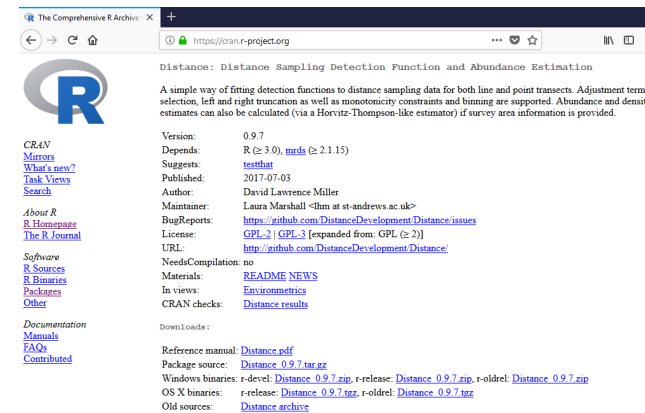 The Comprehensive R Archive
https://cran.r-project.org
R
CRAN
Mirrors
What's new?
Task Views
Search
About R
R Homepage
The R Journal
Software
R Sources
R Binaries
Packages
Other
Documentation
Manuals
FAQs
Contributed
Distance: Distance Sampling Detection Function and Abundance Estimation
A simple way of fitting detection functions to distance sampling data for both line and point transects. Adjustment term
selection, left and right truncation as well as monotonicity constraints and binning are supported. Abundance and densit
estimates can also be calculated (via a Horvitz-Thompson-like estimator) if survey area information is provided.
Version: 0.9.7
Depends: R (≥ 3.0), mrds (≥ 2.1.15)
Suggests: testthat
Published: 2017-07-03
Author: David Lawrence Miller
Maintainer: Laura Marshall <lhm at st-andrews.ac.uk>
BugReports: https://github.com/DistanceDevelopment/Distance/issues
License: GPL-2 | GPL-3 [expanded from: GPL (≥ 2)]
URL: http://github.com/DistanceDevelopment/Distance/
NeedsCompilation: no
Materials: README NEWS
In views: Environmetrics
CRAN checks: Distance results
Downloads:
Reference manual: Distance.pdf
Package source: Distance_0.9.7.tar.gz
Windows binaries: r-devel: Distance_0.9.7.zip, r-release: Distance_0.9.7.zip, r-oldrel: Distance_0.9.7.zip
OS X binaries: r-release: Distance_0.9.7.tgz, r-oldrel: Distance_0.9.7.tgz
Old sources: Distance archive